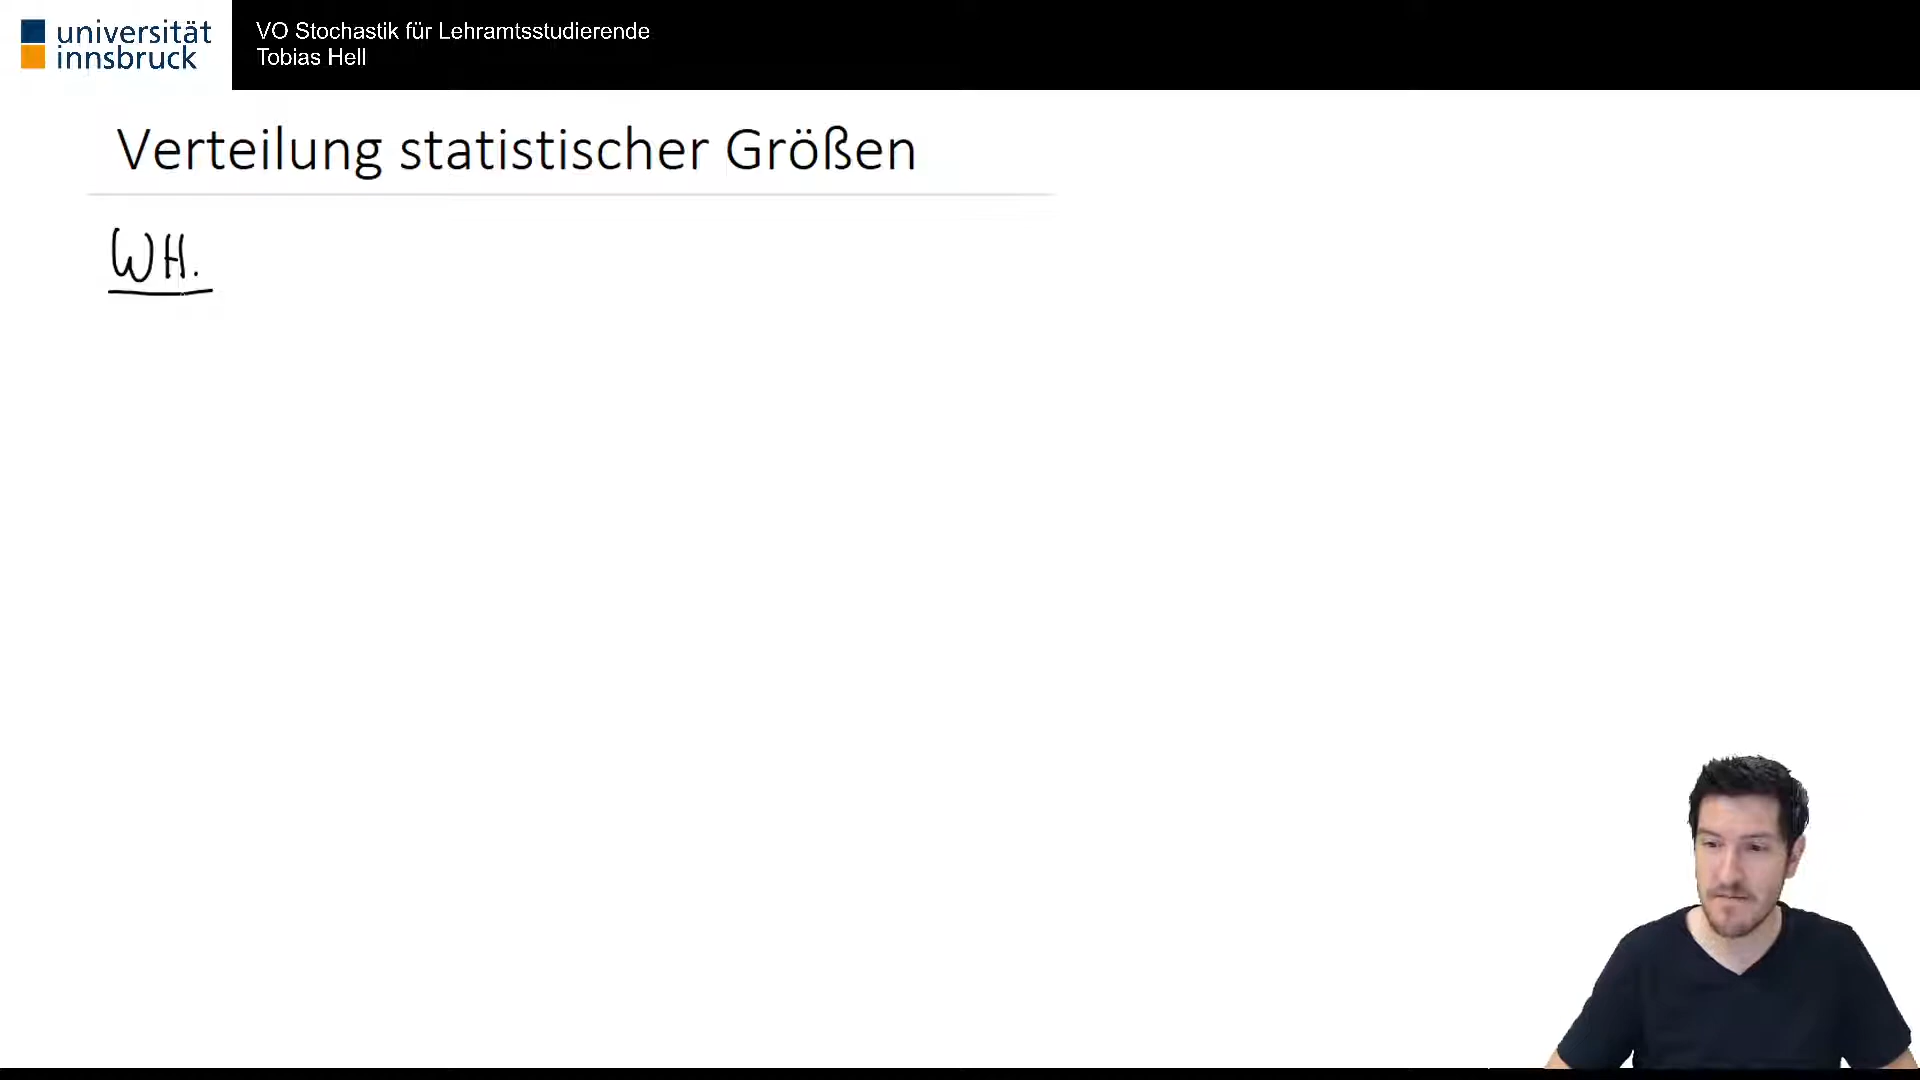 universität
innsbruck
VO Stochastik für Lehramtsstudierende
Tobias Hell
Verteilung statistischer Größen
WH.